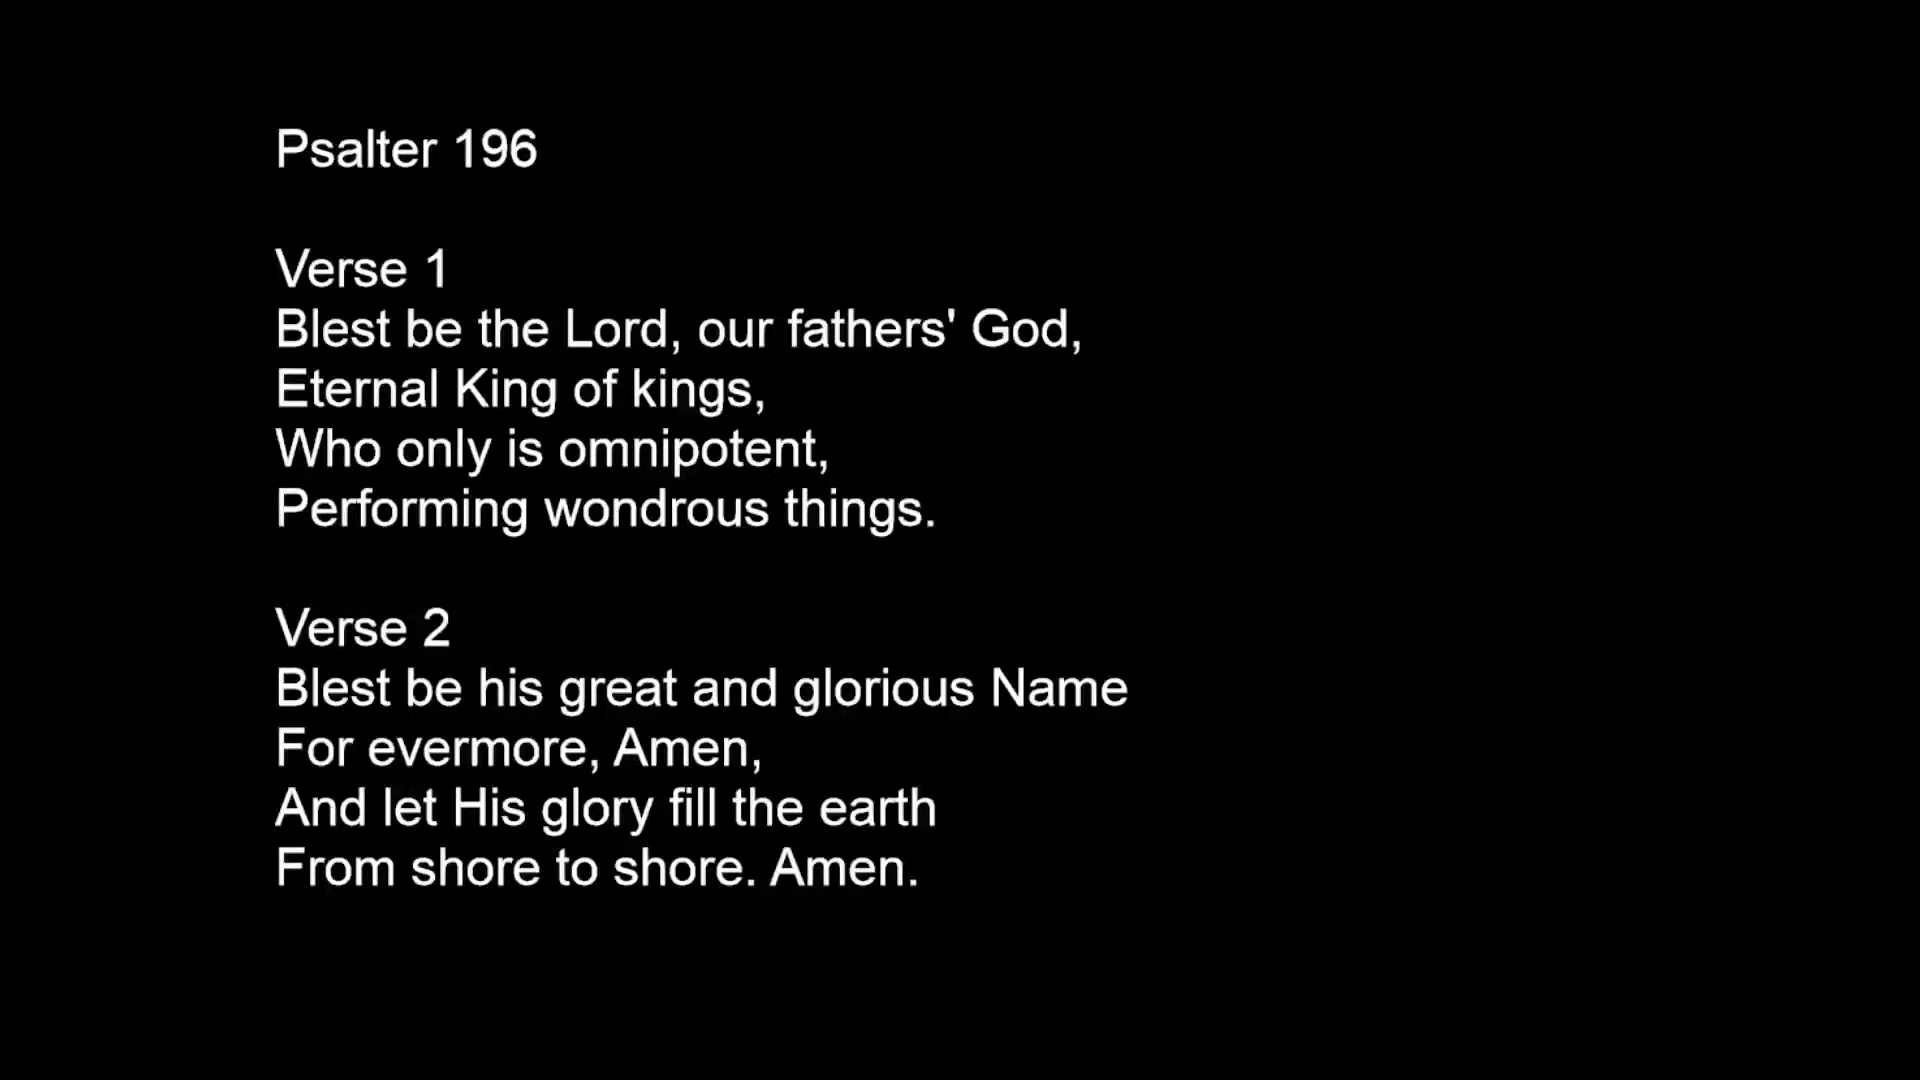 Psalter 196
Verse 1
Blest be the Lord, our fathers' God,
Eternal King of kings,
Who only is omnipotent,
Performing wondrous things.
Verse 2
Blest be his great and glorious Name
For evermore, Amen,
And let His glory fill the earth
From shore to shore. Amen.